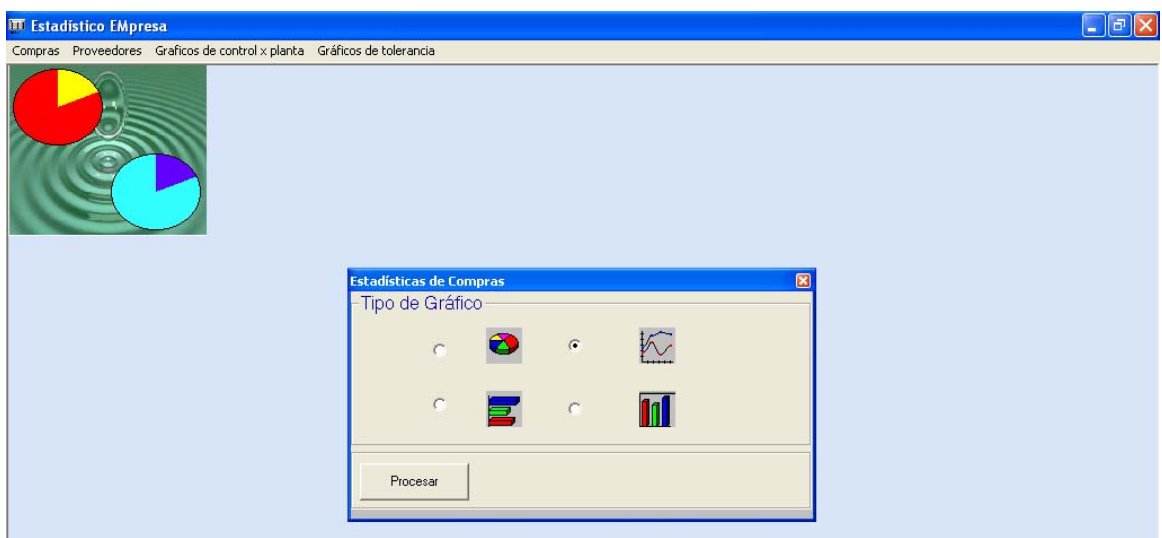 Estadístico EMpresa
Compras Proveedores Graficos de control x planta Gráficos de tolerancia
Estadísticas de Compras
Tipo de Gráfico
Procesar